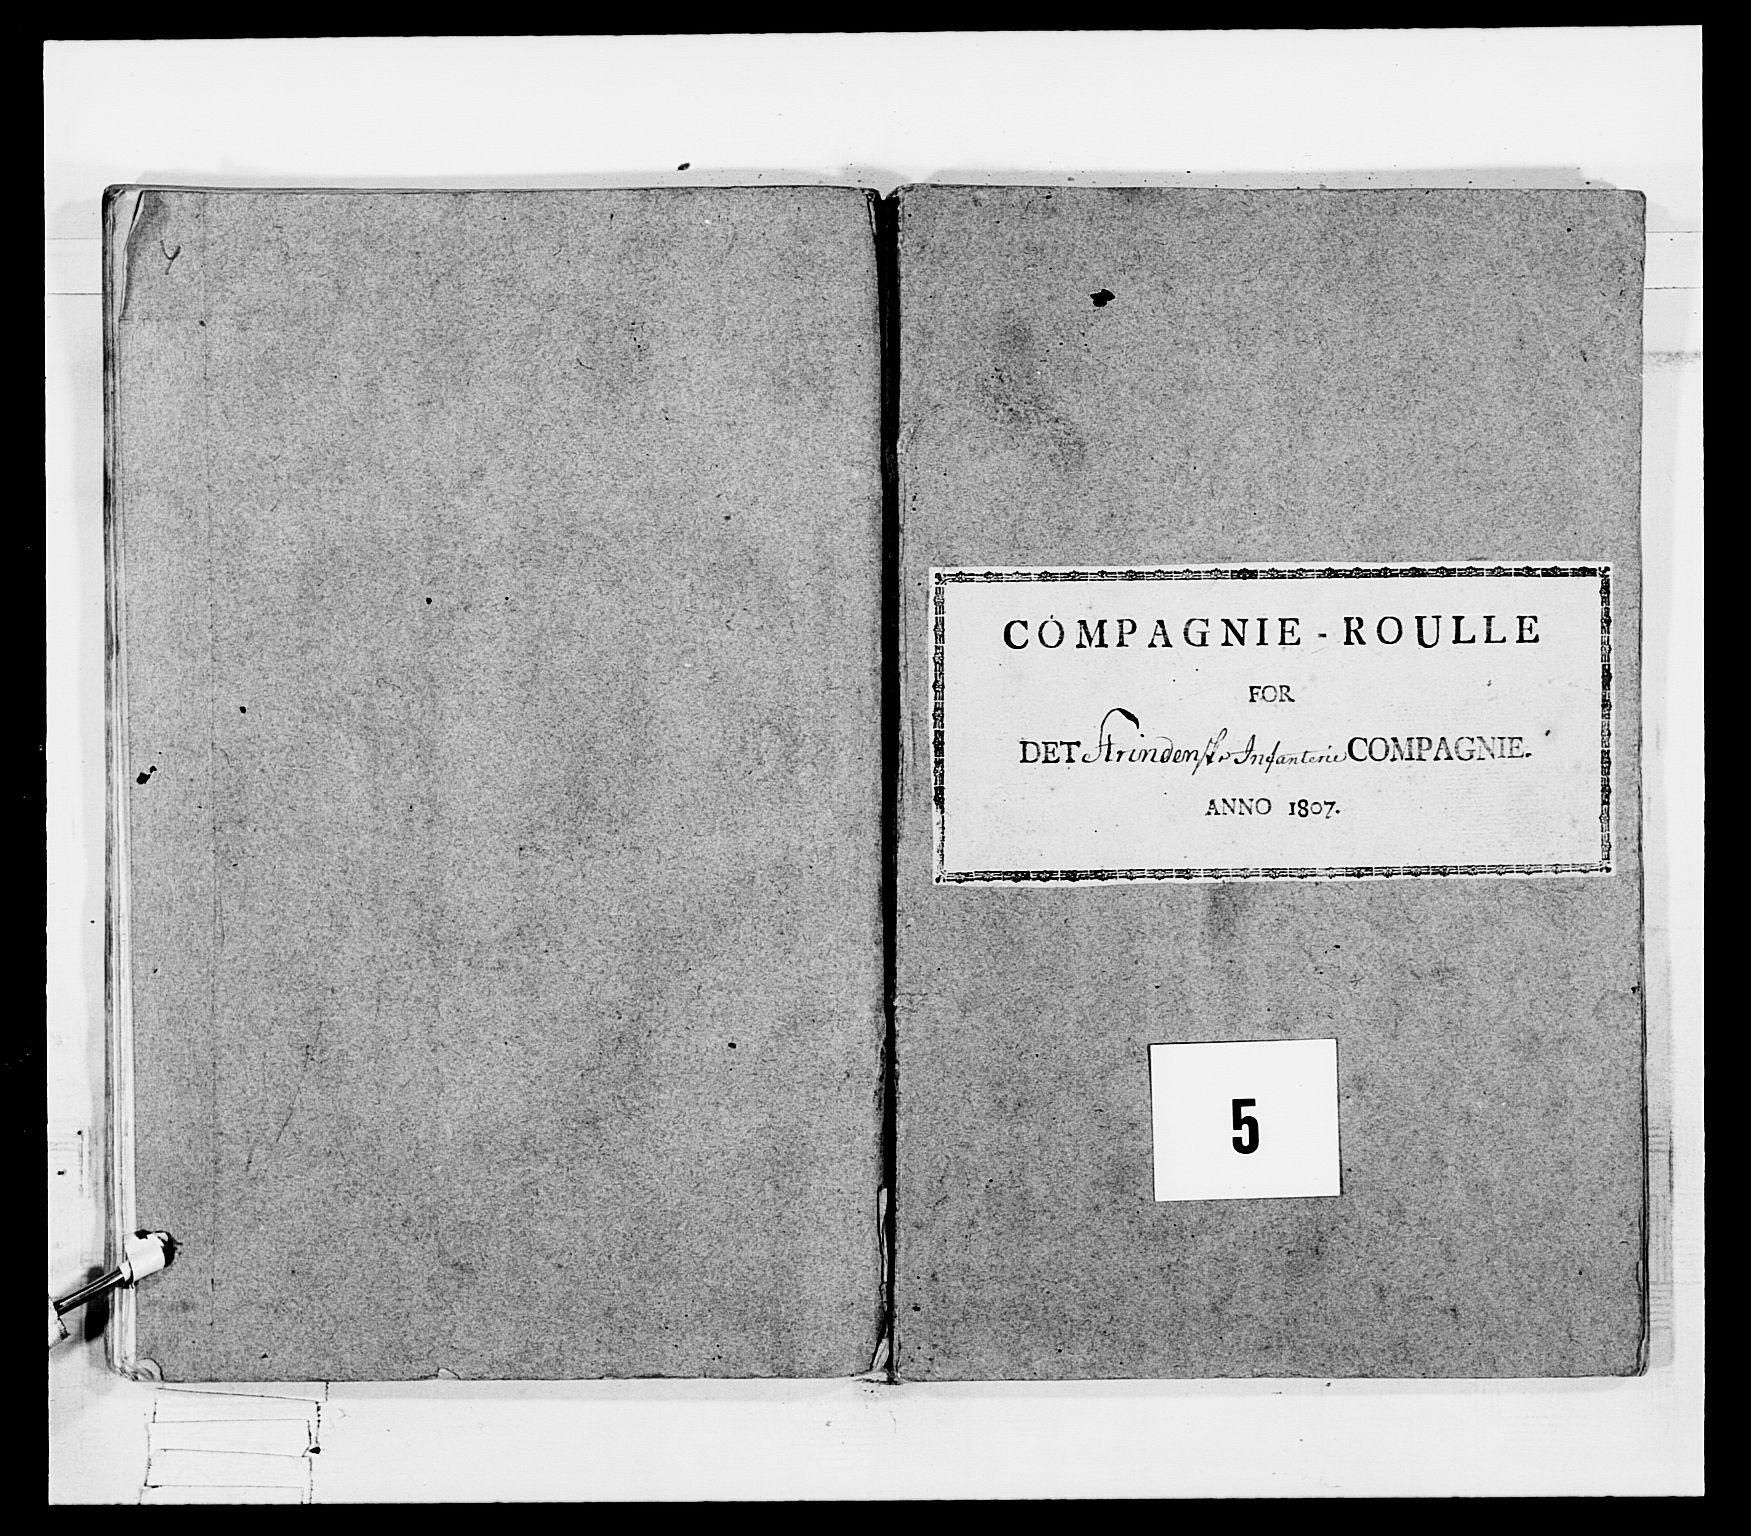 COMPAGNIE-ROULLE
FOR
DET Strindenske Infanterie COMPAGNIE.
ANNO 1807.
5